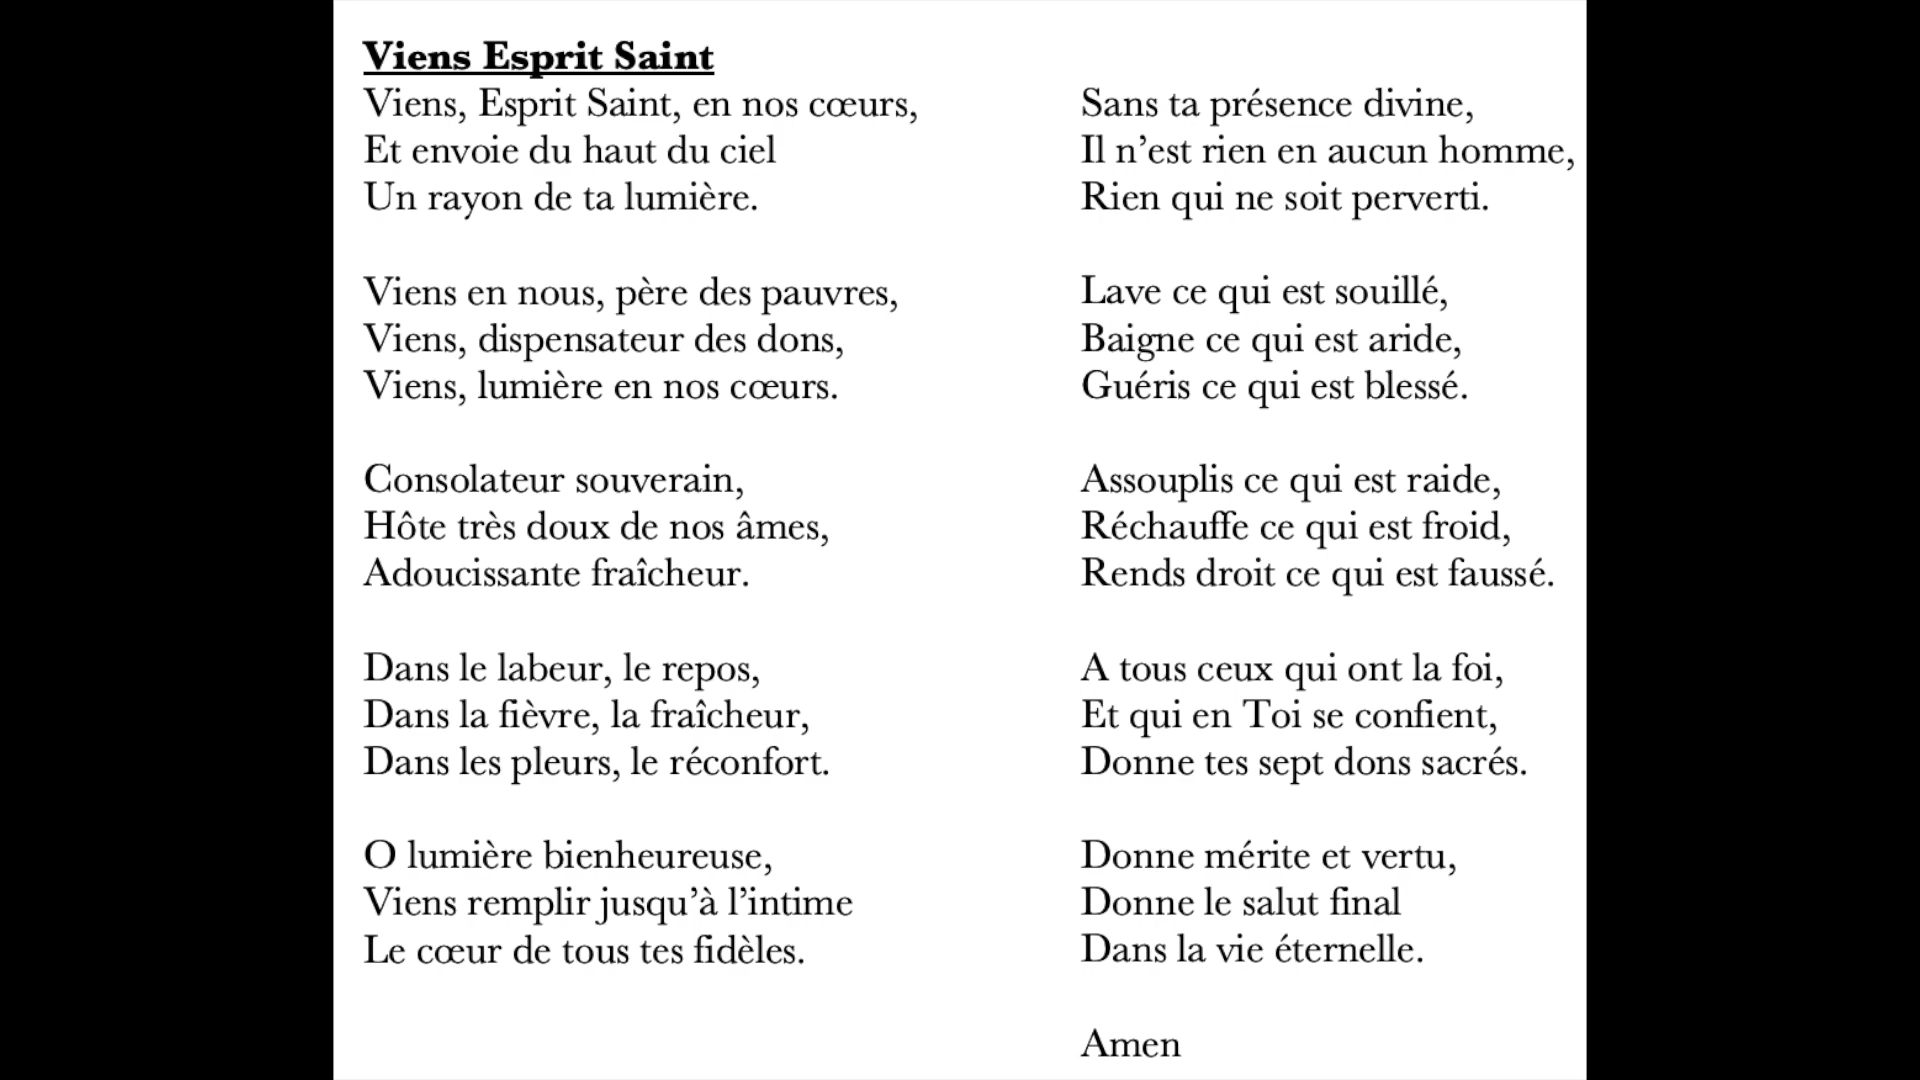 Viens Esprit Saint
Viens, Esprit Saint, en nos cœurs,
Et envoie du haut du ciel
Un rayon de ta lumière.
Viens en nous, père des pauvres,
Viens, dispensateur des dons,
Viens, lumière en nos cœurs.
Consolateur souverain,
Hôte très doux de nos âmes,
Adoucissante fraîcheur.
Dans le labeur, le repos,
Dans la fièvre, la fraîcheur,
Dans les pleurs, le réconfort.
O lumière bienheureuse,
Viens remplir jusqu’à l’intime
Le cœur de tous tes fidèles.
Sans ta présence divine,
Il n’est rien en aucun homme,
Rien qui ne soit perverti.
Lave ce qui est souillé,
Baigne ce qui est aride,
Guéris ce qui est blessé.
Assouplis ce qui est raide,
Réchauffe ce qui est froid,
Rends droit ce qui est faussé.
A tous ceux qui ont la foi,
Et qui en Toi se confient,
Donne tes sept dons sacrés.
Donne mérite et vertu,
Donne le salut final
Dans la vie éternelle.
Amen